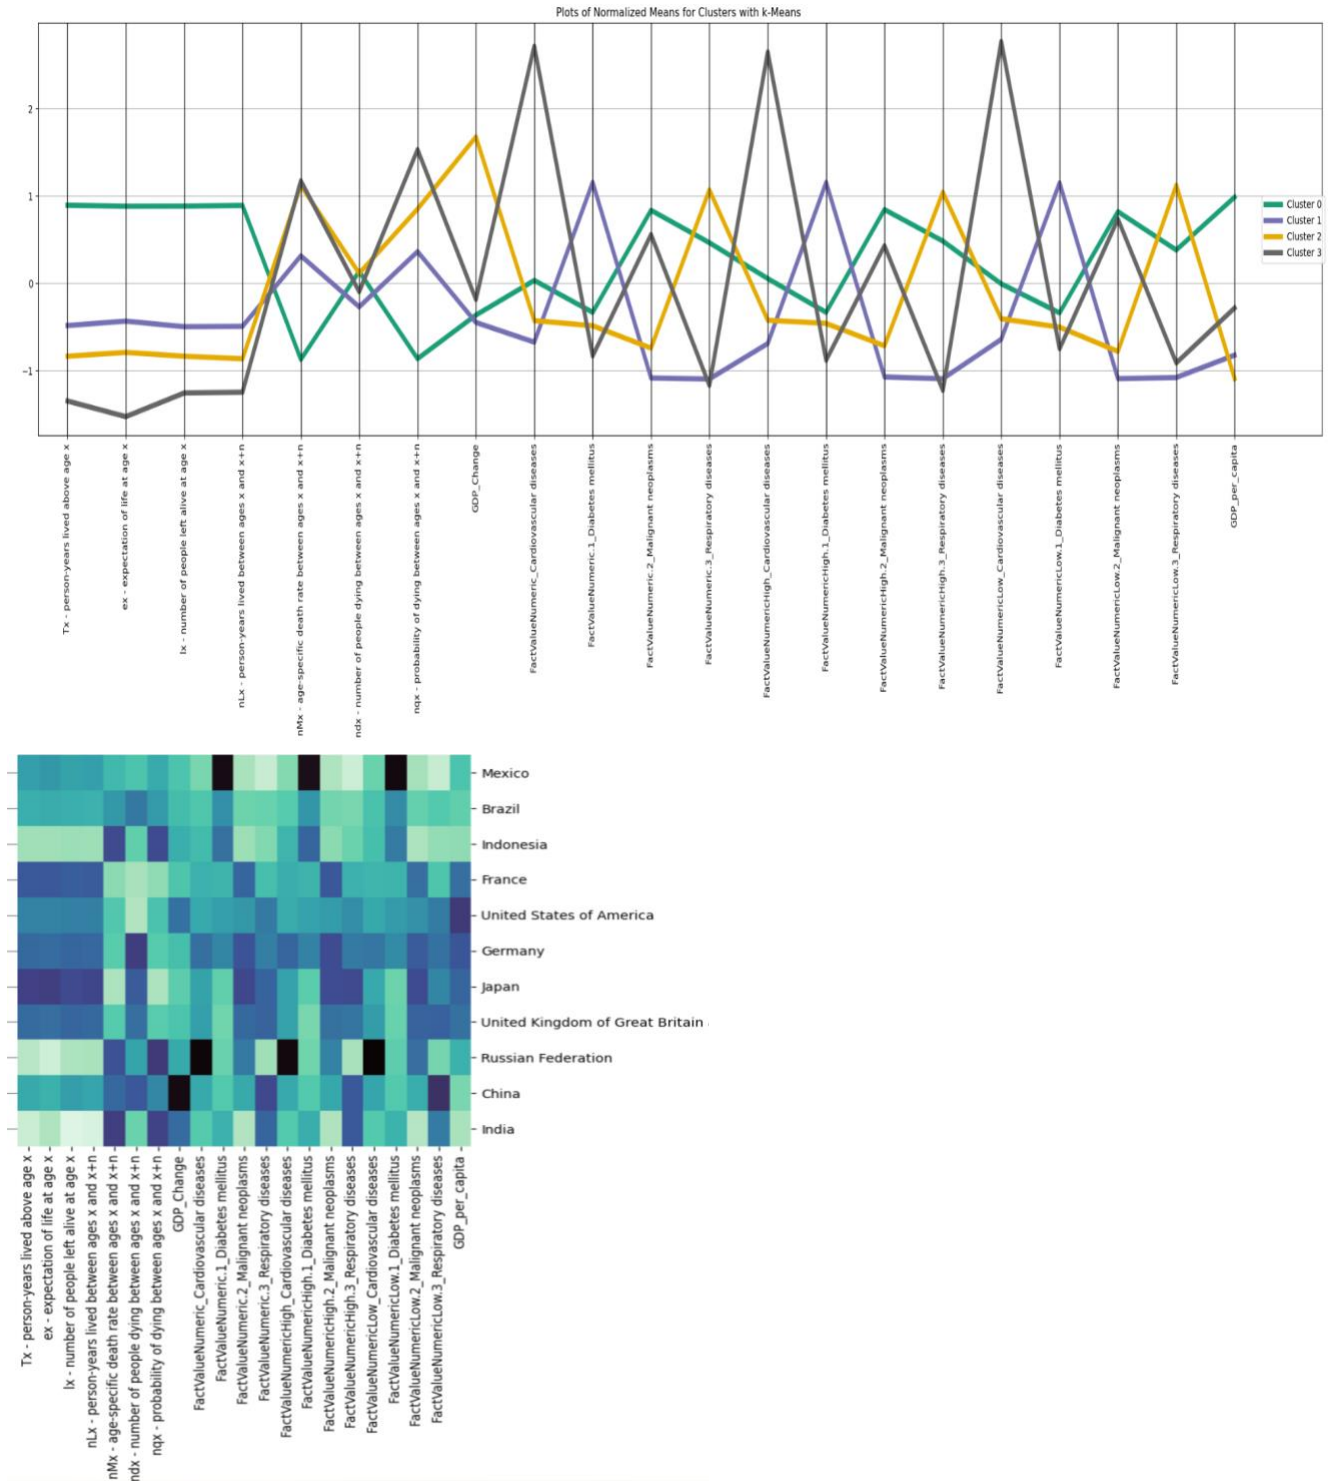 Plots of Normalized Means for Clusters with k-Means
2
1
0
−1
Cluster 0
Cluster 1
Cluster 2
Cluster 3
Tx - person-years lived above age x
ex - expectation of life at age x
lx - number of people left alive at age x
nLx - person-years lived between ages x and x+n
nMx - age-specific death rate between ages x and x+n
ndx - number of people dying between ages x and x+n
nqx - probability of dying between ages x and x+n
GDP_Change
FactValueNumeric_Cardiovascular diseases
FactValueNumeric.1_Diabetes mellitus
FactValueNumeric.2_Malignant neoplasms
FactValueNumeric.3_Respiratory diseases
FactValueNumericHigh_Cardiovascular diseases
FactValueNumericHigh.1_Diabetes mellitus
FactValueNumericHigh.2_Malignant neoplasms
FactValueNumericHigh.3_Respiratory diseases
FactValueNumericLow_Cardiovascular diseases
FactValueNumericLow.1_Diabetes mellitus
FactValueNumericLow.2_Malignant neoplasms
FactValueNumericLow.3_Respiratory diseases
GDP_per_capita
Mexico
Brazil
Indonesia
France
United States of America
Germany
Japan
United Kingdom of Great Britain
Russian Federation
China
India
Tx - person-years lived above age x
ex - expectation of life at age x
lx - number of people left alive at age x
nLx - person-years lived between ages x and x+n
nMx - age-specific death rate between ages x and x+n
ndx - number of people dying between ages x and x+n
nqx - probability of dying between ages x and x+n
GDP_Change
FactValueNumeric_Cardiovascular diseases
FactValueNumeric.1_Diabetes mellitus
FactValueNumeric.2_Malignant neoplasms
FactValueNumeric.3_Respiratory diseases
FactValueNumericHigh_Cardiovascular diseases
FactValueNumericHigh.1_Diabetes mellitus
FactValueNumericHigh.2_Malignant neoplasms
FactValueNumericHigh.3_Respiratory diseases
FactValueNumericLow_Cardiovascular diseases
FactValueNumericLow.1_Diabetes mellitus
FactValueNumericLow.2_Malignant neoplasms
FactValueNumericLow.3_Respiratory diseases
GDP_per_capita